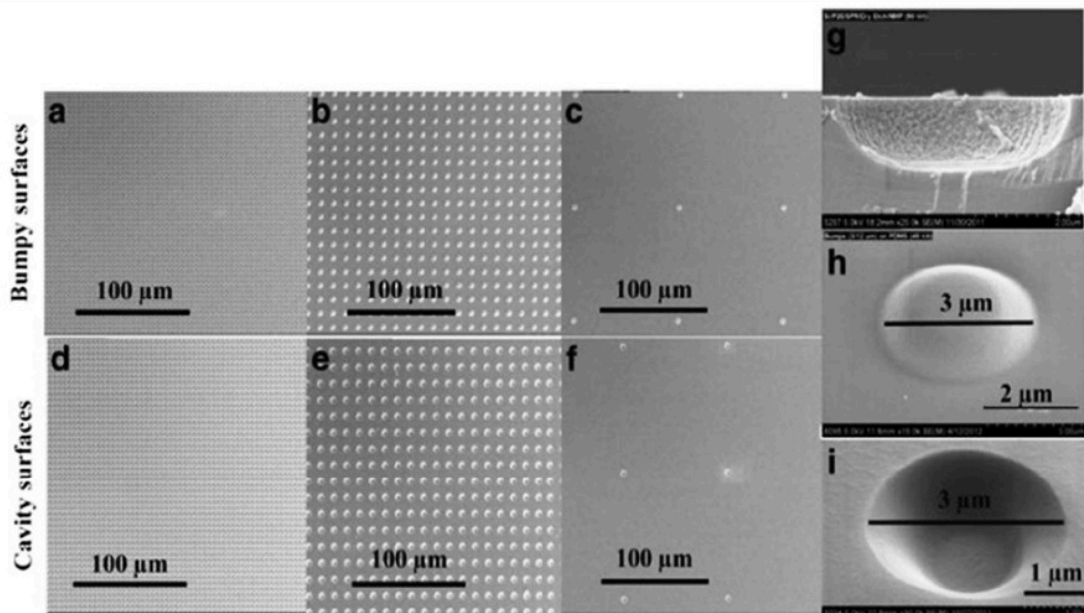 Bumpy surfaces
a
100 μm
b
100 μm
c
100 μm
g
h
3 μm
2 μm
Cavity surfaces
d
100 μm
e
100 μm
f
100 μm
i
3 μm
1 μm